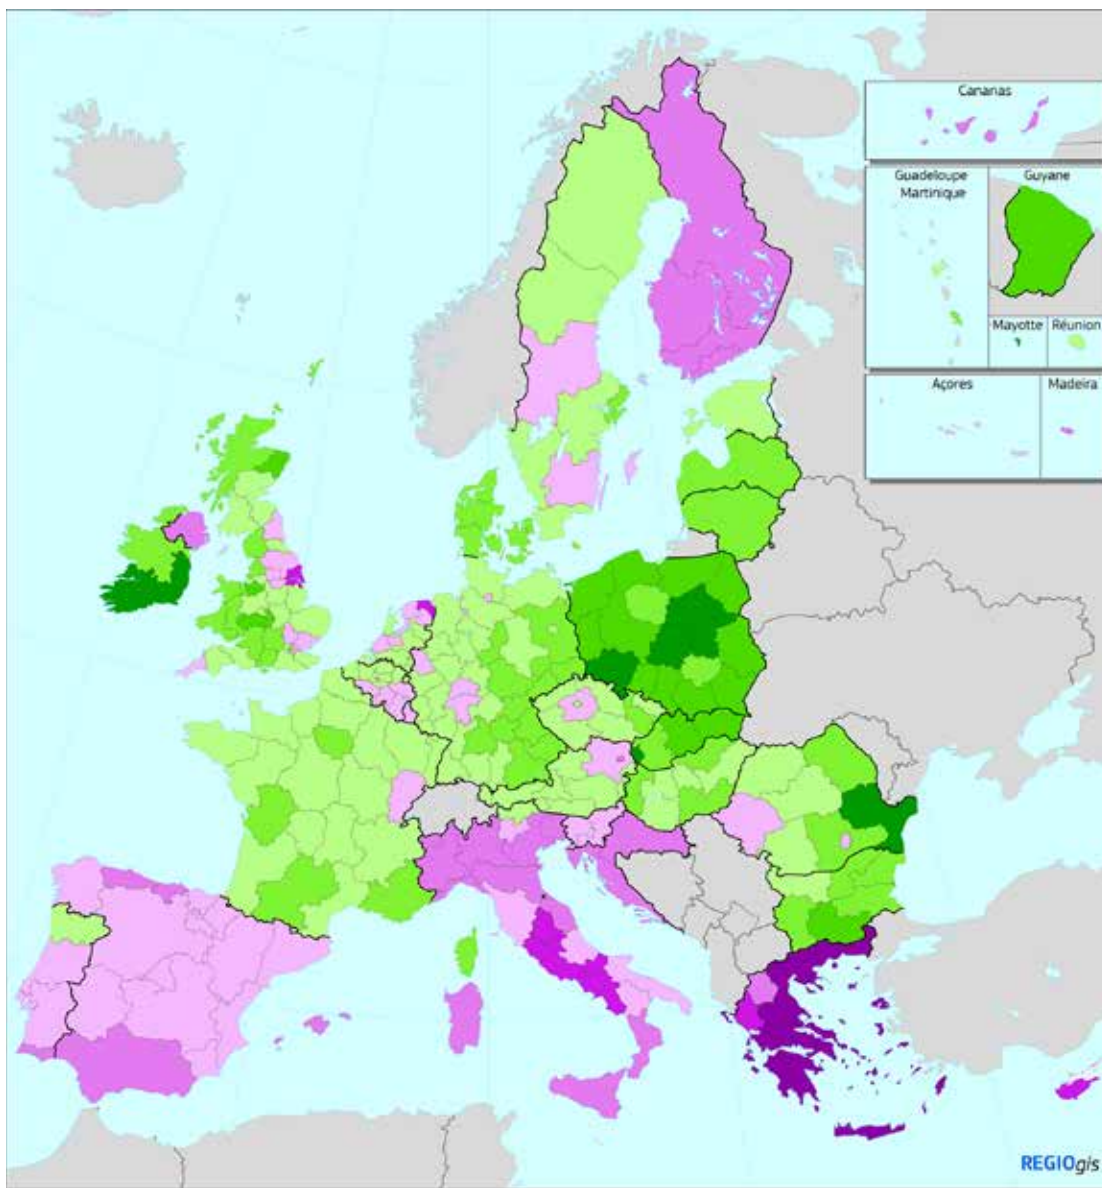 Canarias
Guadeloupe
Martinique
Guyane
Mayotte
Réunion
Açores
Madeira
REGIOgis